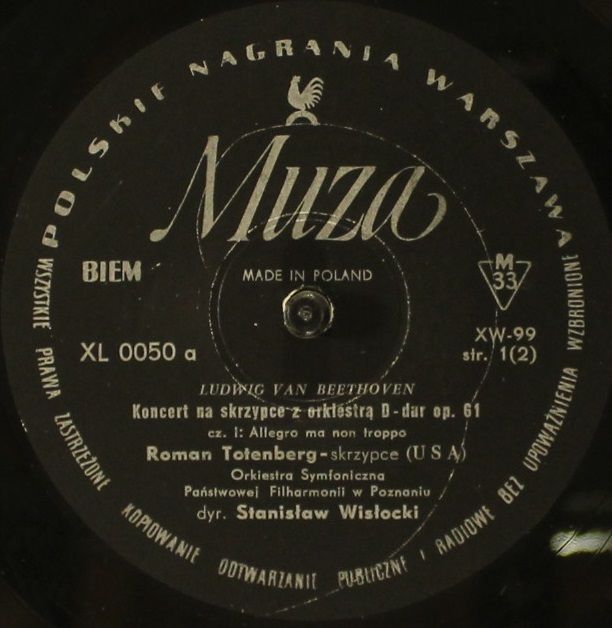 POLSKIE NAGRANIA WARSZAWA
Muza
BIEM
MADE IN POLAND
M
33
XL 0050 a
XW-99
str. 1(2)
LUDWIG VAN BEETHOVEN
Koncert na skrzypce z orkiestrą D-dur op. 61
cz. I: Allegro ma non troppo
Roman Totenberg-skrzypce (USA)
Orkiestra Symfoniczna
Państwowej Filharmonii w Poznaniu
dyr. Stanisław Wisłocki
WSZYSTKIE PRAWA ZASTRZEŻONE KOPIOWANIE ODTWARZANIE PUBLICZNE I RADIOWE BEZ UPOWAŻNIENIA WZBRONIONE